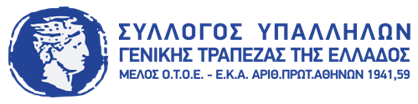 ΣΥΛΛΟΓΟΣ ΥΠΑΛΛΗΛΩΝ
ΓΕΝΙΚΗΣ ΤΡΑΠΕΖΑΣ ΤΗΣ ΕΛΛΑΔΟΣ
ΜΕΛΟΣ Ο.Τ.Ο.Ε. - Ε.Κ.Α. ΑΡΙΘ.ΠΡΩΤ.ΑΘΗΝΩΝ 1941,59